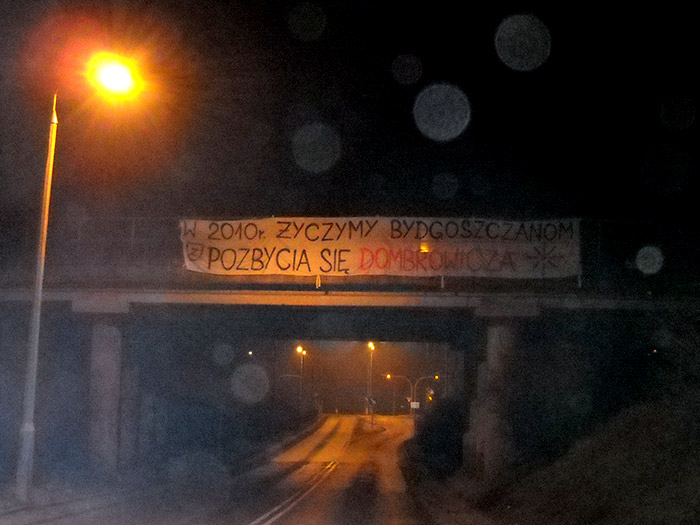 W 2010r. ŻYCZYMY BYDGOSZCZANOM
POZBYCIA SIĘ DOMBROWICZA